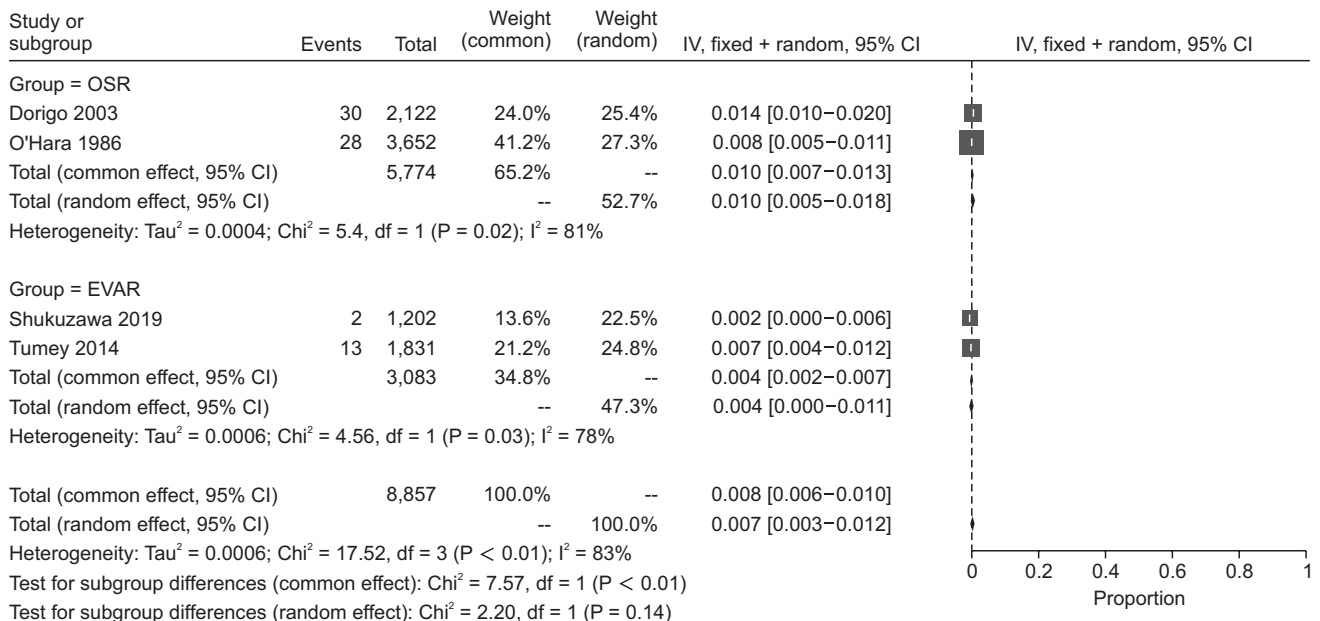 Study or subgroup Events Total Weight (common) Weight (random) IV, fixed + random, 95% CI IV, fixed + random, 95% CI
Group = OSR
Dorigo 2003 30 2,122 24.0% 25.4% 0.014 [0.010−0.020]
O'Hara 1986 28 3,652 41.2% 27.3% 0.008 [0.005−0.011]
Total (common effect, 95% CI) 5,774 65.2% -- 0.010 [0.007−0.013]
Total (random effect, 95% CI) -- 52.7% 0.010 [0.005−0.018]
Heterogeneity: Tau² = 0.0004; Chi² = 5.4, df = 1 (P = 0.02); I² = 81%
Group = EVAR
Shukuzawa 2019 2 1,202 13.6% 22.5% 0.002 [0.000−0.006]
Tumey 2014 13 1,831 21.2% 24.8% 0.007 [0.004−0.012]
Total (common effect, 95% CI) 3,083 34.8% -- 0.004 [0.002−0.007]
Total (random effect, 95% CI) -- 47.3% 0.004 [0.000−0.011]
Heterogeneity: Tau² = 0.0006; Chi² = 4.56, df = 1 (P = 0.03); I² = 78%
Total (common effect, 95% CI) 8,857 100.0% -- 0.008 [0.006−0.010]
Total (random effect, 95% CI) -- 100.0% 0.007 [0.003−0.012]
Heterogeneity: Tau² = 0.0006; Chi² = 17.52, df = 3 (P < 0.01); I² = 83%
Test for subgroup differences (common effect): Chi² = 7.57, df = 1 (P < 0.01)
Test for subgroup differences (random effect): Chi² = 2.20, df = 1 (P = 0.14)
0 0.2 0.4 0.6 0.8 1
Proportion